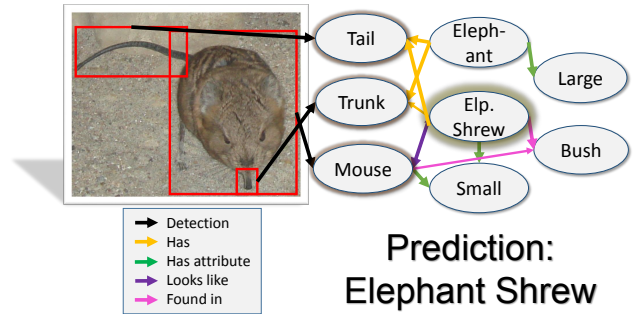 Tail
Trunk
Mouse
Eleph-
ant
Elp.
Shrew
Small
Large
Bush
Detection
Has
Has attribute
Looks like
Found in
Prediction:
Elephant Shrew